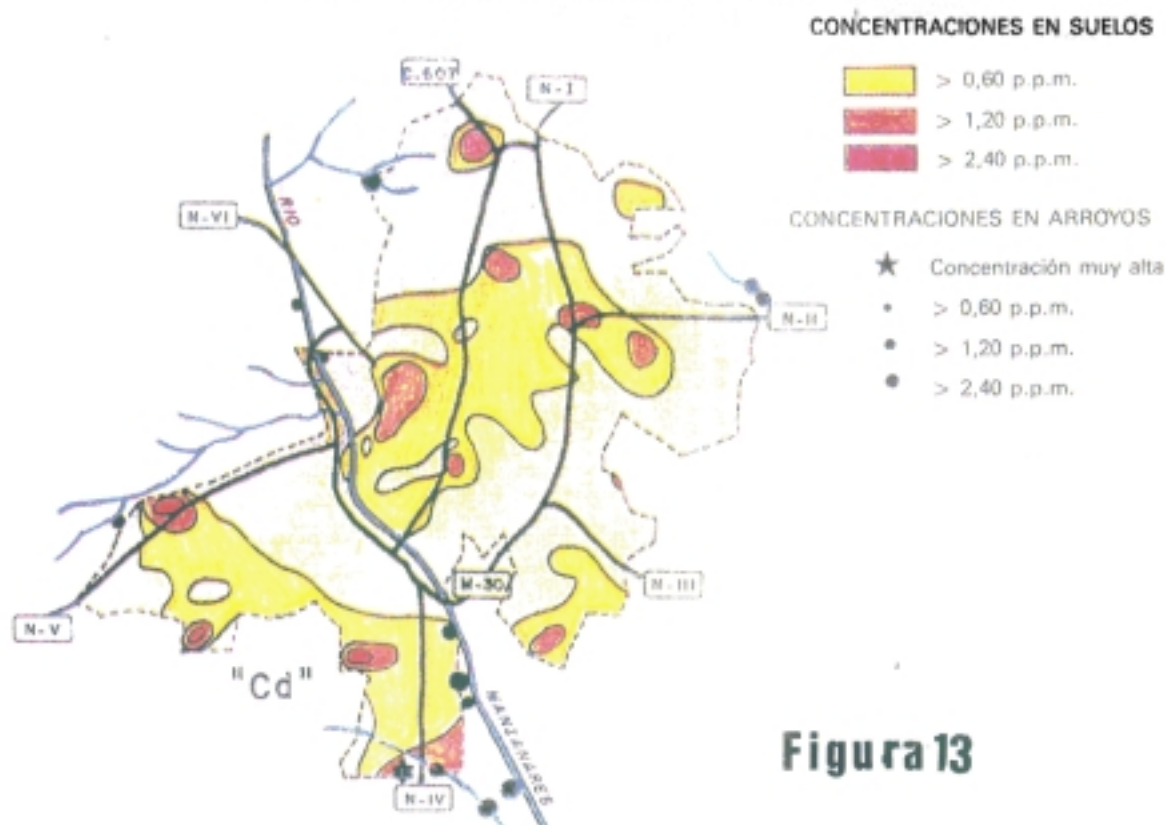 CONCENTRACIONES EN SUELOS
> 0,60 p.p.m.
> 1,20 p.p.m.
> 2,40 p.p.m.
CONCENTRACIONES EN ARROYOS
Concentración muy alta
> 0,60 p.p.m.
> 1,20 p.p.m.
> 2,40 p.p.m.
C-607
N-I
RIO
N-VI
N-II
M-30
N-III
N-V
"Cd"
MANZANARES
N-IV
Figura 13